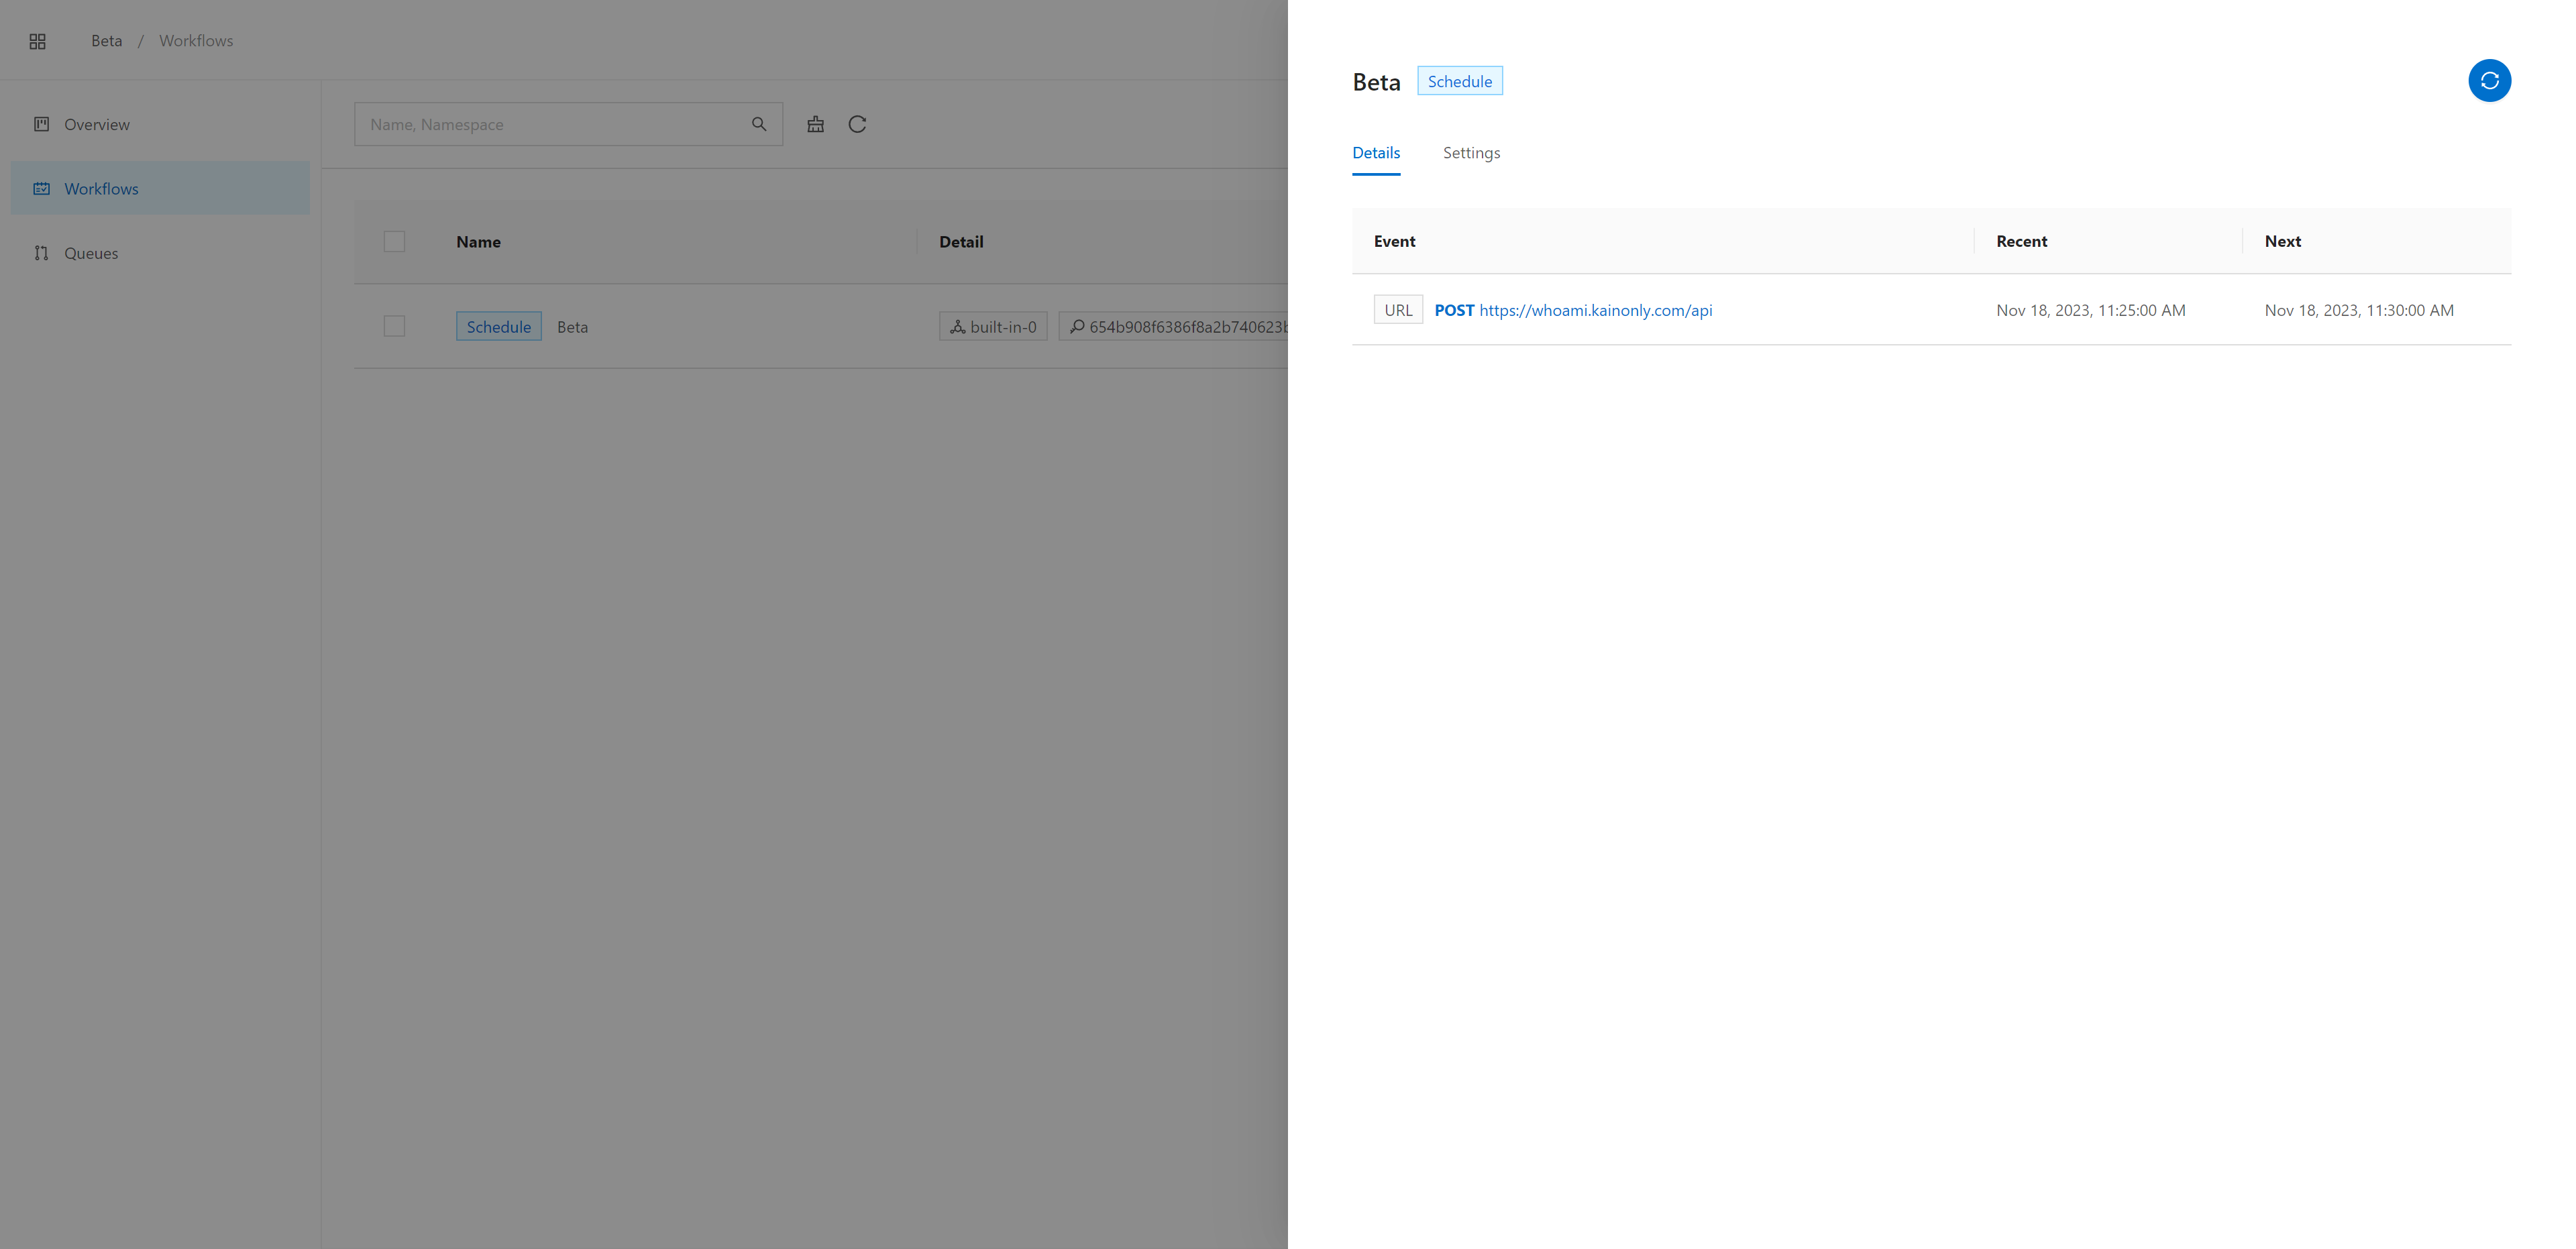 Beta / Workflows
Overview
Workflows
Queues
Name, Namespace
Name Detail
Schedule Beta built-in-0 654b908f6386f8a2b740623
Beta Schedule
Details Settings
Event Recent Next
URL POST https://whoami.kainonly.com/api Nov 18, 2023, 11:25:00 AM Nov 18, 2023, 11:30:00 AM